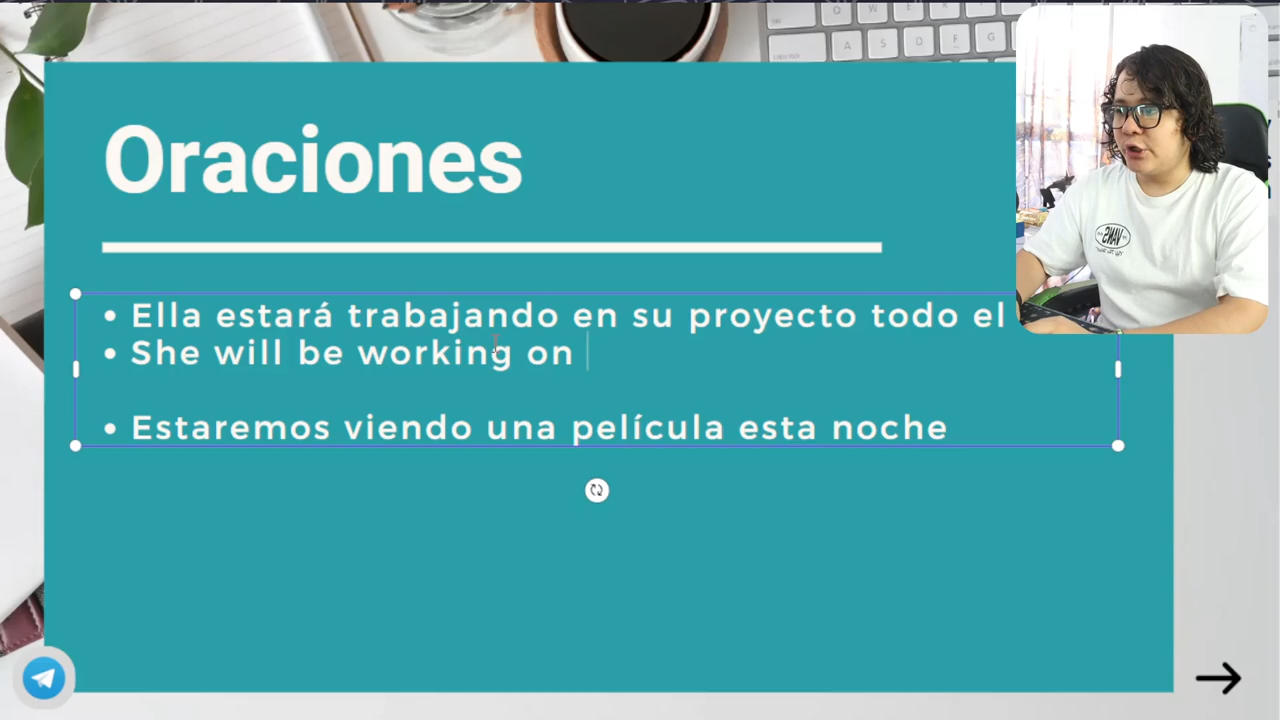 Oraciones
• Ella estará trabajando en su proyecto todo el
• She will be working on
• Estaremos viendo una película esta noche